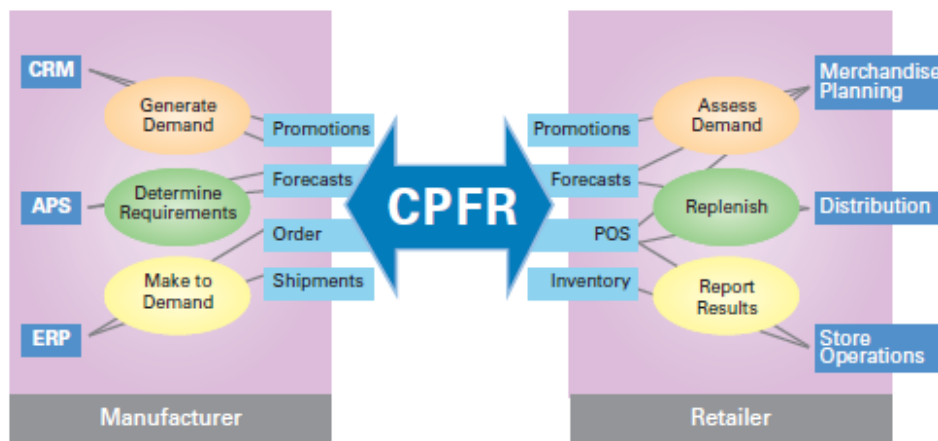 CRM
Generate
Demand
Promotions
APS
Determine
Requirements
Forecasts
Order
Make to
Demand
Shipments
ERP
Manufacturer
CPFR
Promotions
Assess
Demand
Merchandise
Planning
Forecasts
Replenish
Distribution
POS
Inventory
Report
Results
Store
Operations
Retailer